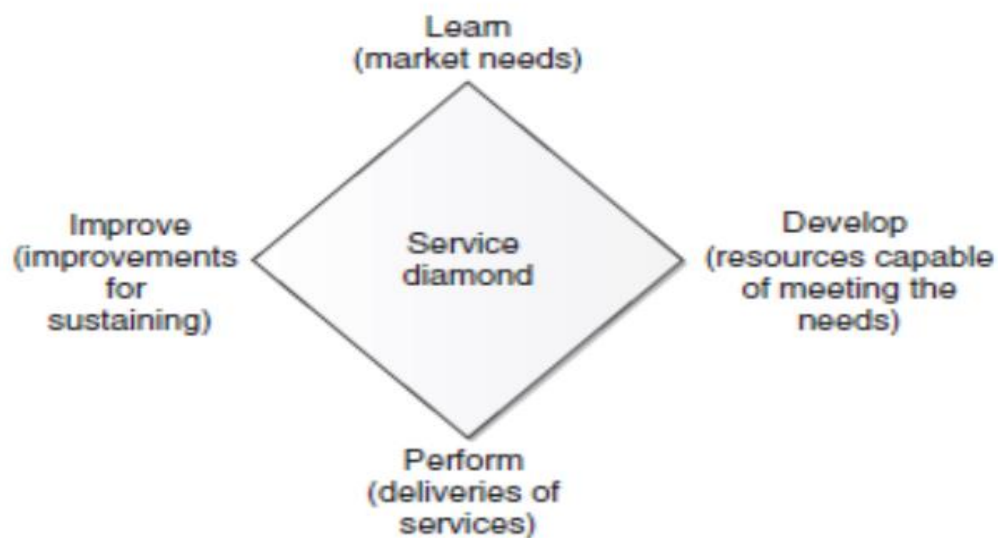 Learn
(market needs)
Improve
(improvements
for
sustaining)
Service
diamond
Develop
(resources capable
of meeting the
needs)
Perform
(deliveries of
services)